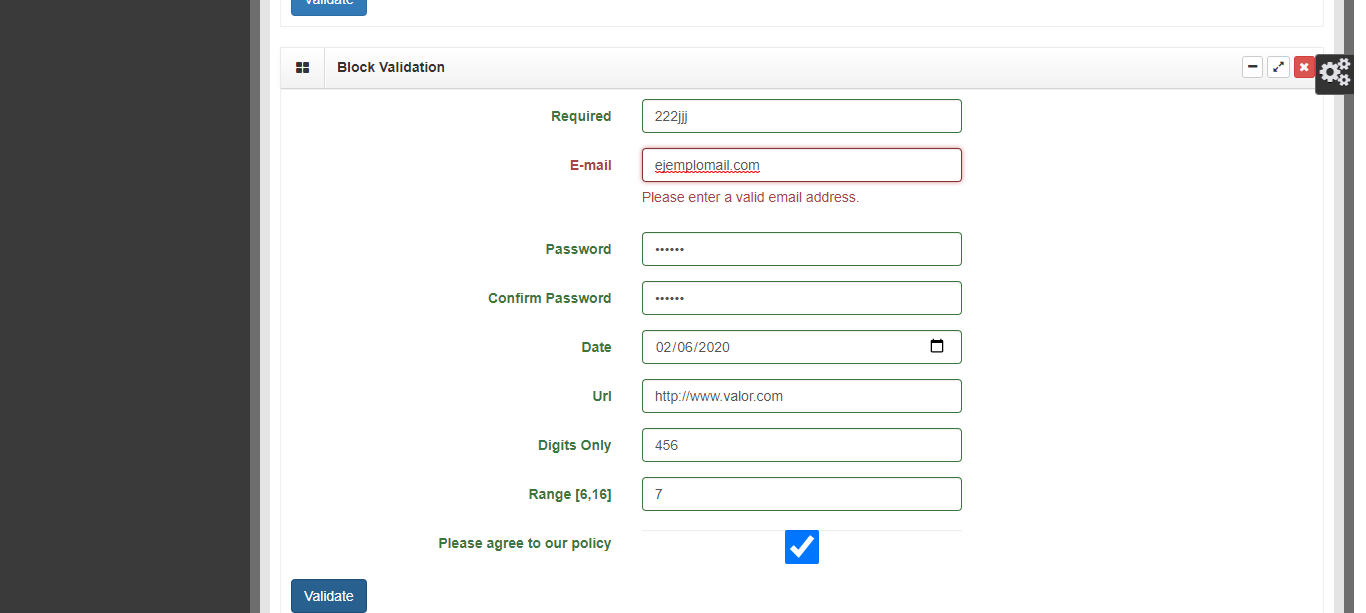 Validate
Block Validation
Required 222jjj
E-mail ejemplomail.com
Please enter a valid email address.
Password ••••••
Confirm Password ••••••
Date 02/06/2020
Url http://www.valor.com
Digits Only 456
Range [6,16] 7
Please agree to our policy
Validate